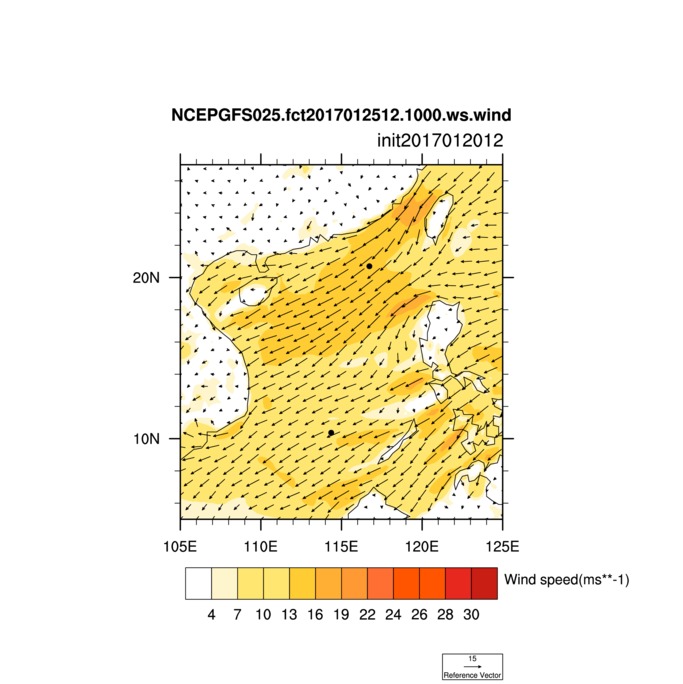 NCEPGFS025.fct2017012512.1000.ws.wind
init2017012012
20N
10N
105E 110E 115E 120E 125E
Wind speed(ms**-1)
4 7 10 13 16 19 22 24 26 28 30
15
Reference Vector